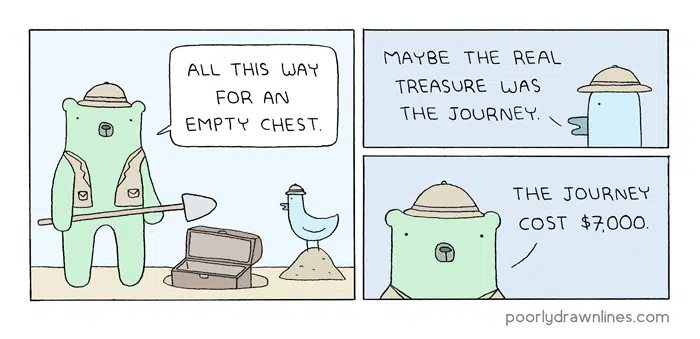 ALL THIS WAY
FOR AN
EMPTY CHEST.
MAYBE THE REAL
TREASURE WAS
THE JOURNEY.
THE JOURNEY
COST $7,000.
poorlydrawnlines.com